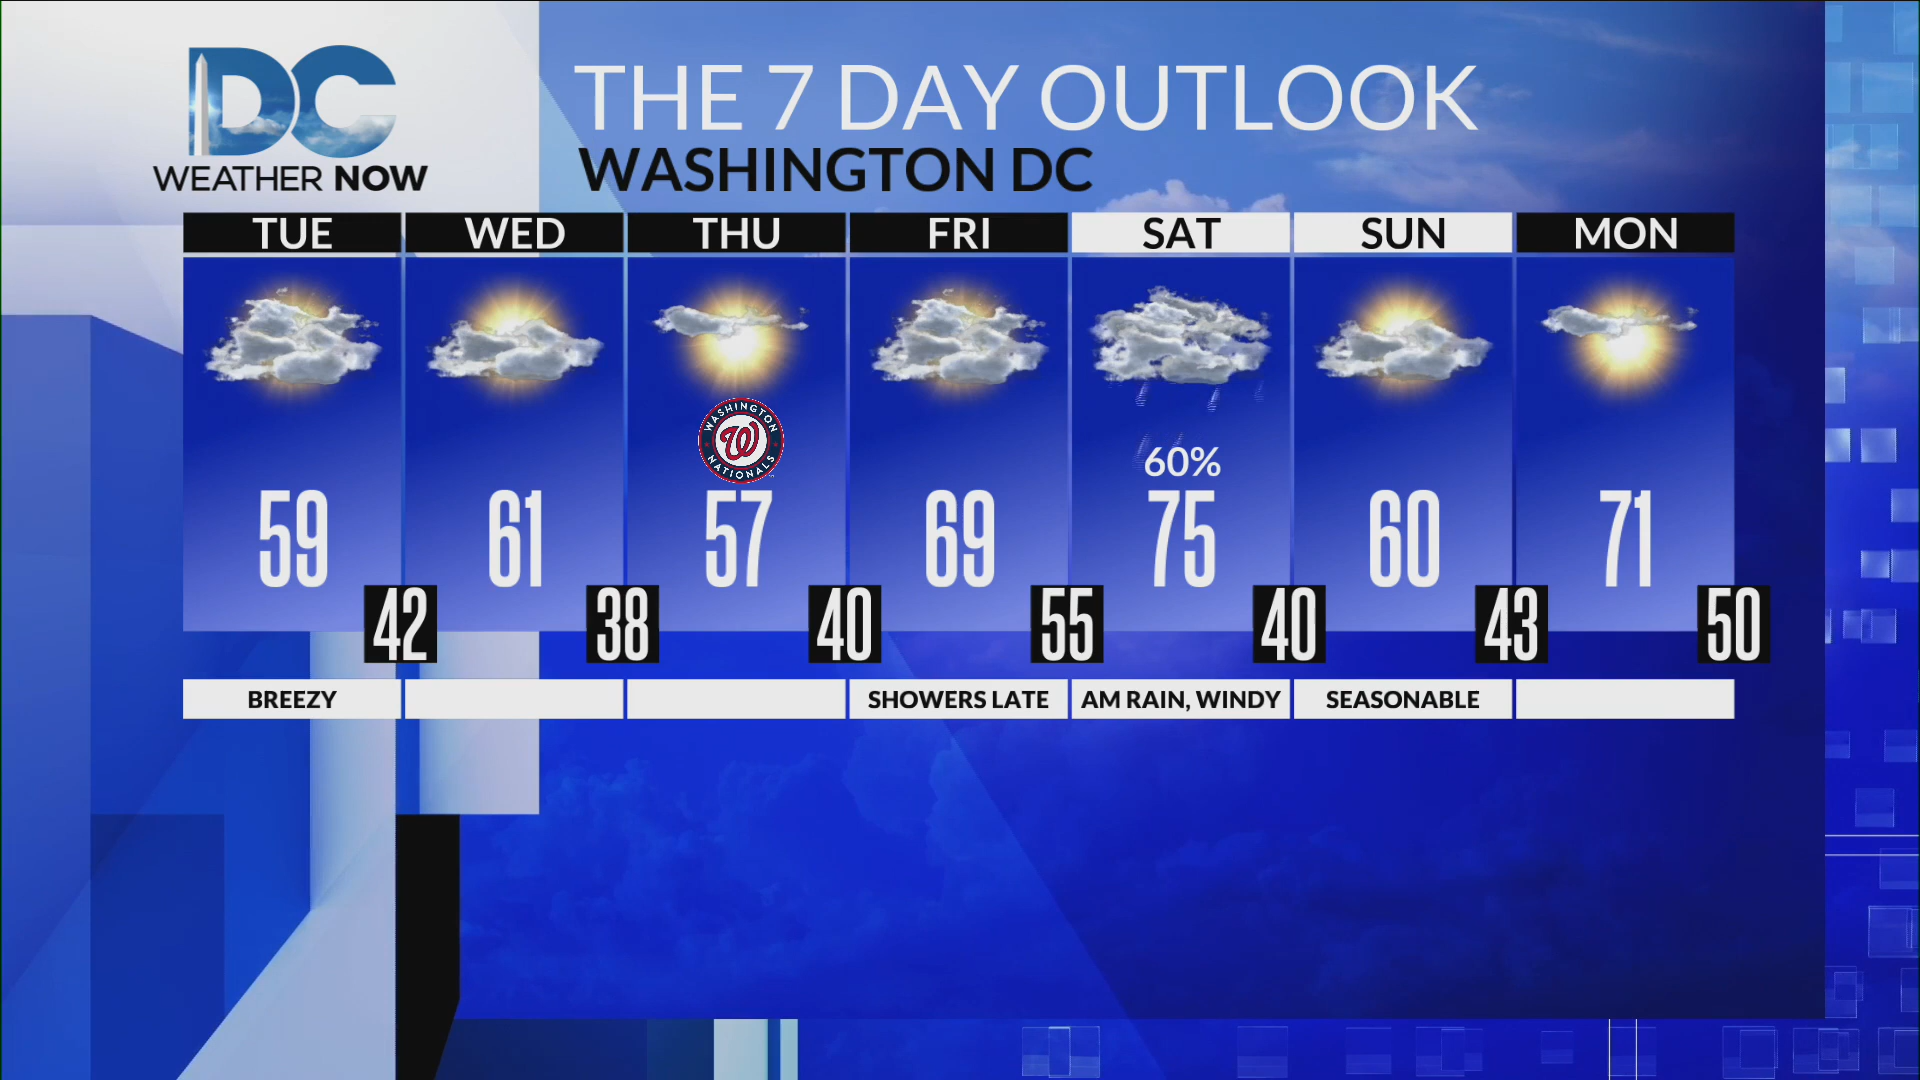 DC
WEATHER NOW
THE 7 DAY OUTLOOK
WASHINGTON DC
TUE WED THU FRI SAT SUN MON
WASHINGTON
W
NATIONALS
60%
59 61 57 69 75 60 71
42 38 40 55 40 43 50
BREEZY SHOWERS LATE AM RAIN, WINDY SEASONABLE